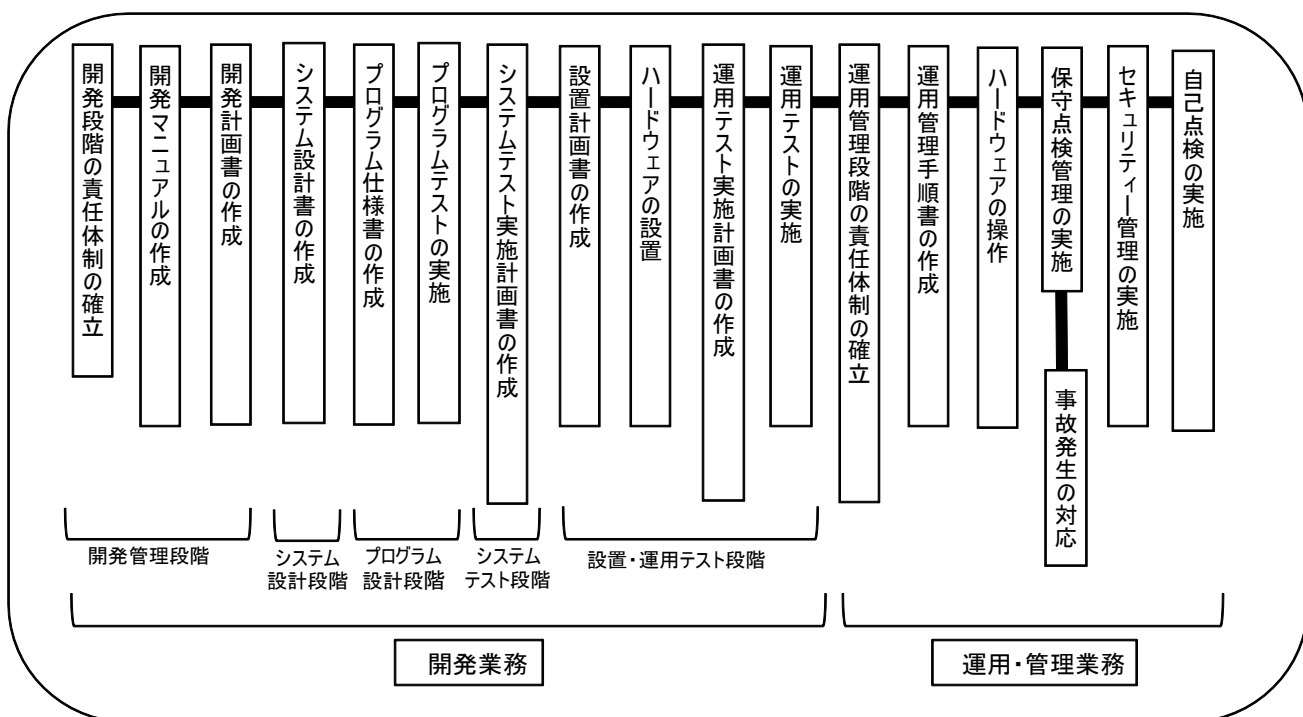 開発段階の責任体制の確立
開発マニュアルの作成
開発計画書の作成
システム設計書の作成
プログラム仕様書の作成
プログラムテストの実施
システムテスト実施計画書の作成
設置計画書の作成
ハードウェアの設置
運用テスト実施計画書の作成
運用テストの実施
運用管理段階の責任体制の確立
運用管理手順書の作成
ハードウェアの操作
保守点検管理の実施
セキュリティー管理の実施
自己点検の実施
事故発生の対応
開発管理段階
システム
設計段階
プログラム
設計段階
システム
テスト段階
設置・運用テスト段階
開発業務
運用・管理業務